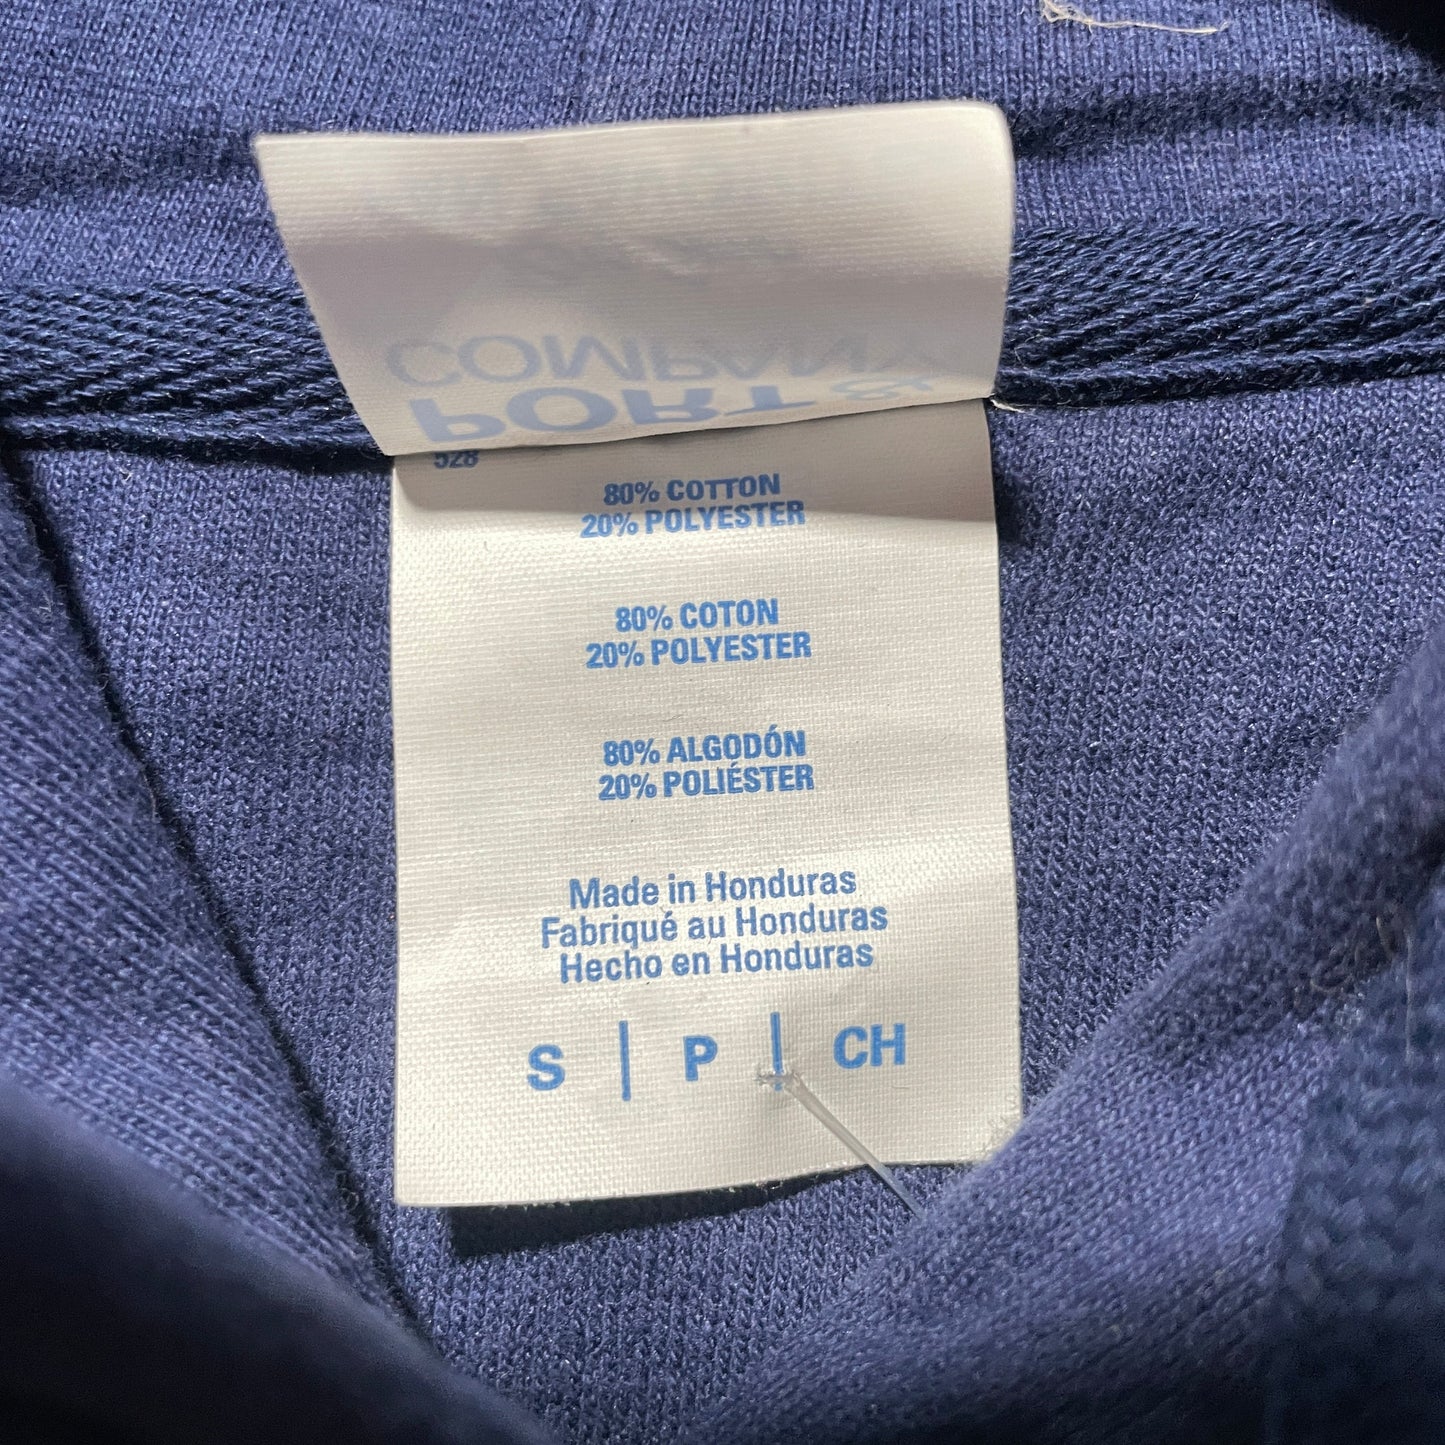 PORT &
COMPANY
528
80% COTTON
20% POLYESTER
80% COTON
20% POLYESTER
80% ALGODÓN
20% POLIÉSTER
Made in Honduras
Fabriqué au Honduras
Hecho en Honduras
S | P | CH